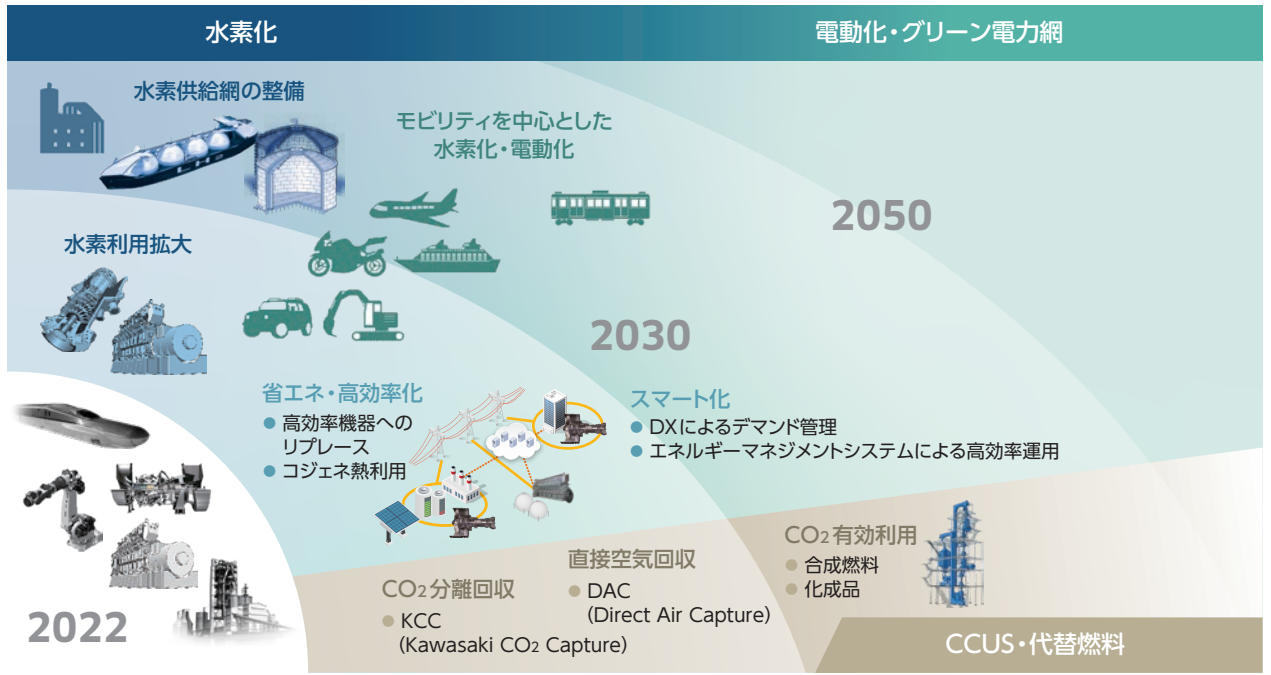 水素化
電動化・グリーン電力網
水素供給網の整備
モビリティを中心とした
水素化・電動化
2050
水素利用拡大
2030
省エネ・高効率化
● 高効率機器への
リプレース
● コジェネ熱利用
スマート化
● DXによるデマンド管理
● エネルギーマネジメントシステムによる高効率運用
CO2分離回収
● KCC
(Kawasaki CO2 Capture)
直接空気回収
● DAC
(Direct Air Capture)
CO2有効利用
● 合成燃料
● 化成品
2022
CCUS・代替燃料